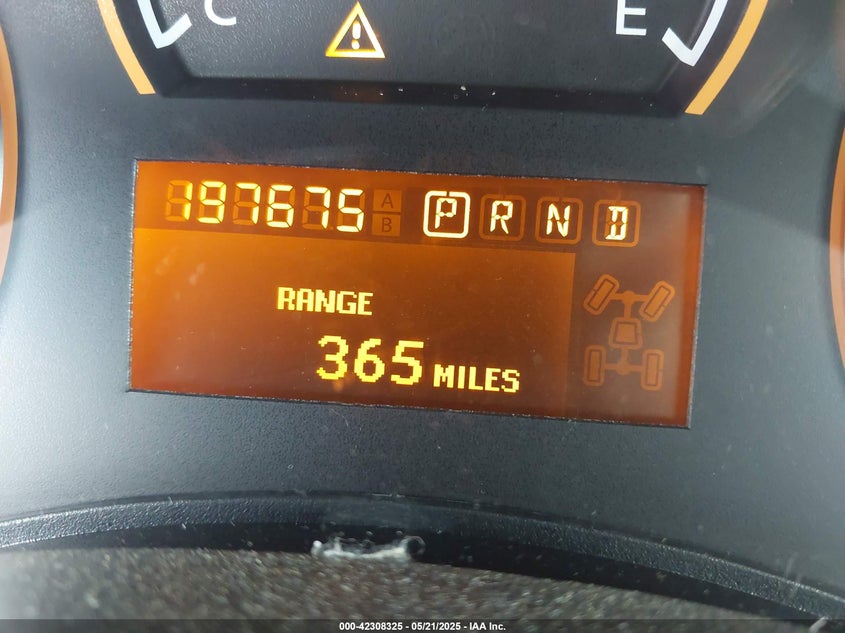 C E
197675 A B P R N D
RANGE
365 MILES
000-42308325 - 05/21/2025 - IAA Inc.